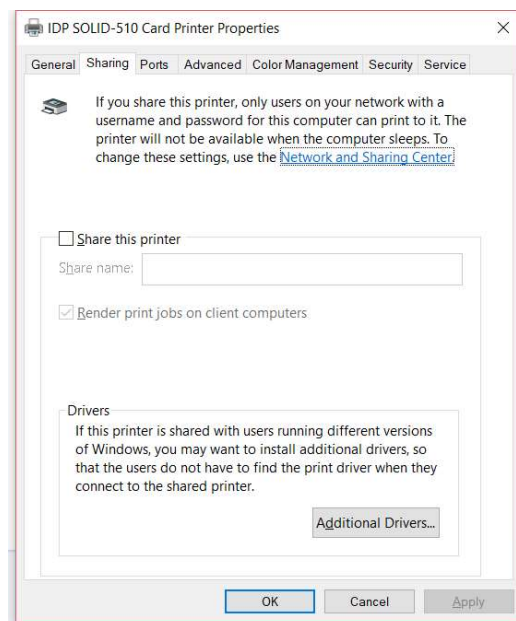 IDP SOLID-510 Card Printer Properties
General Sharing Ports Advanced Color Management Security Service
If you share this printer, only users on your network with a
username and password for this computer can print to it. The
printer will not be available when the computer sleeps. To
change these settings, use the Network and Sharing Center.
Share this printer
Share name:
Render print jobs on client computers
Drivers
If this printer is shared with users running different versions
of Windows, you may want to install additional drivers, so
that the users do not have to find the print driver when they
connect to the shared printer.
Additional Drivers...
OK Cancel Apply